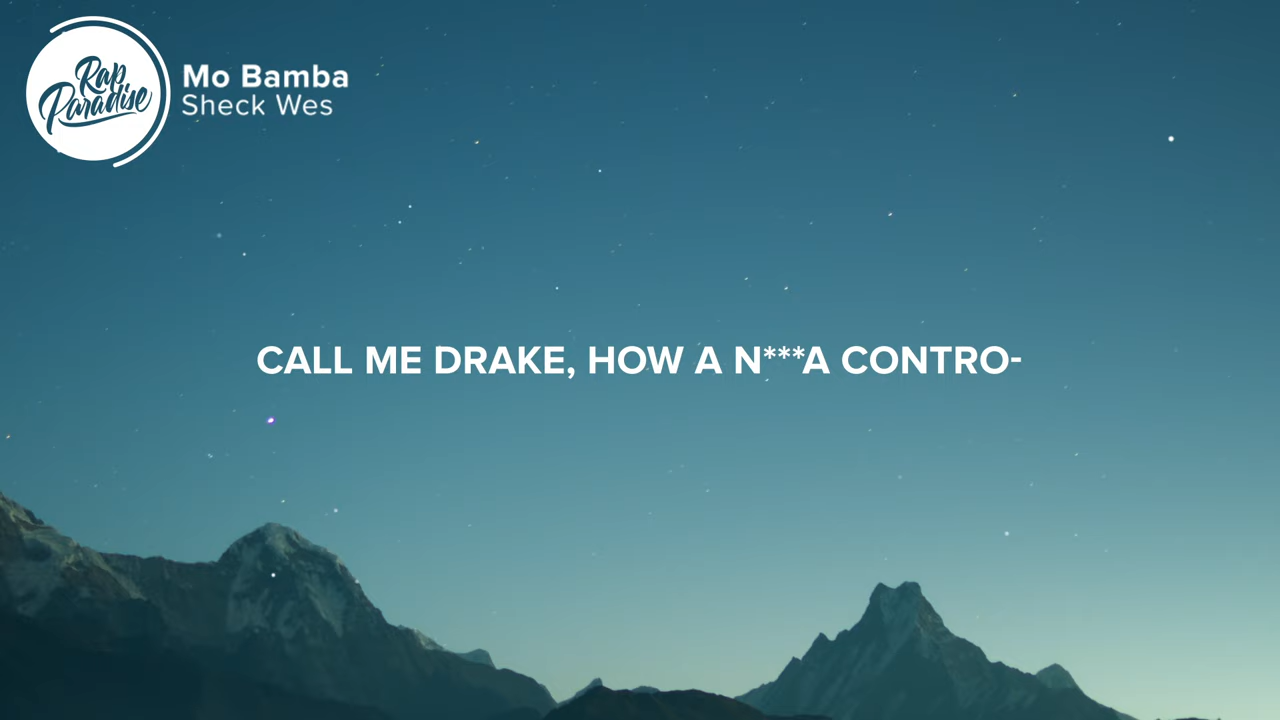 Rap
Paradise
Mo Bamba
Sheck Wes
CALL ME DRAKE, HOW A N***A CONTRO-